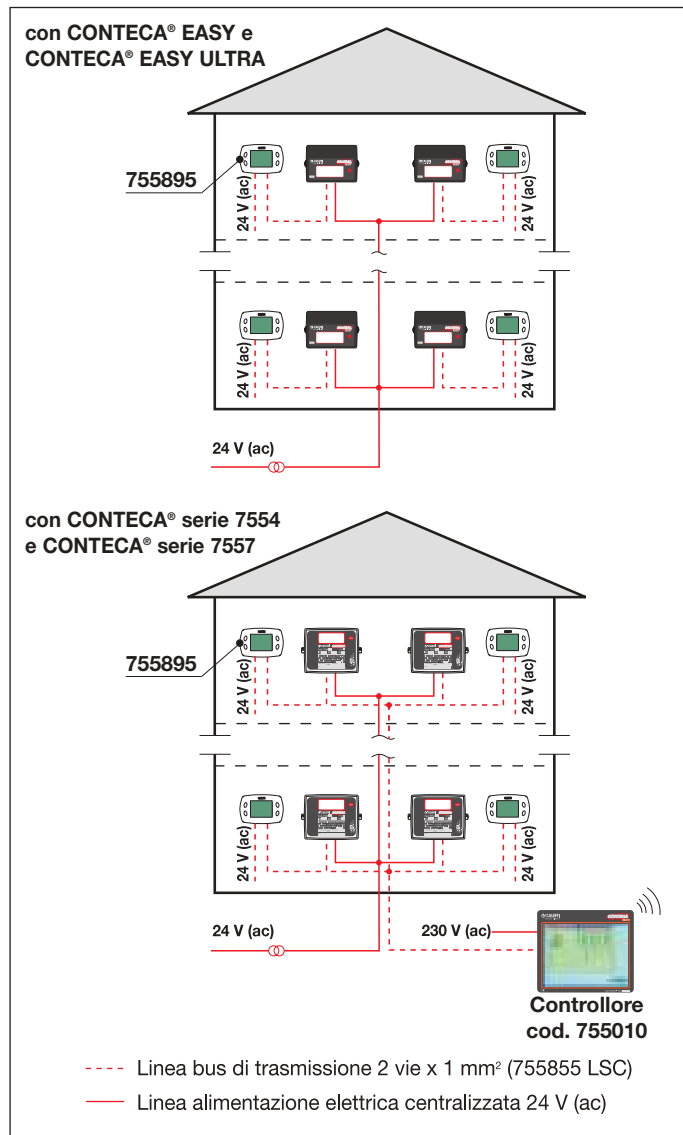 con CONTECA® EASY e
CONTECA® EASY ULTRA
755895
24 V (ac)
24 V (ac)
24 V (ac)
24 V (ac)
24 V (ac)
con CONTECA® serie 7554
e CONTECA® serie 7557
755895
24 V (ac)
24 V (ac)
24 V (ac)
24 V (ac)
24 V (ac)
230 V (ac)
CALEFFI
CONTECA
Controllore
cod. 755010
Linea bus di trasmissione 2 vie x 1 mm² (755855 LSC)
Linea alimentazione elettrica centralizzata 24 V (ac)